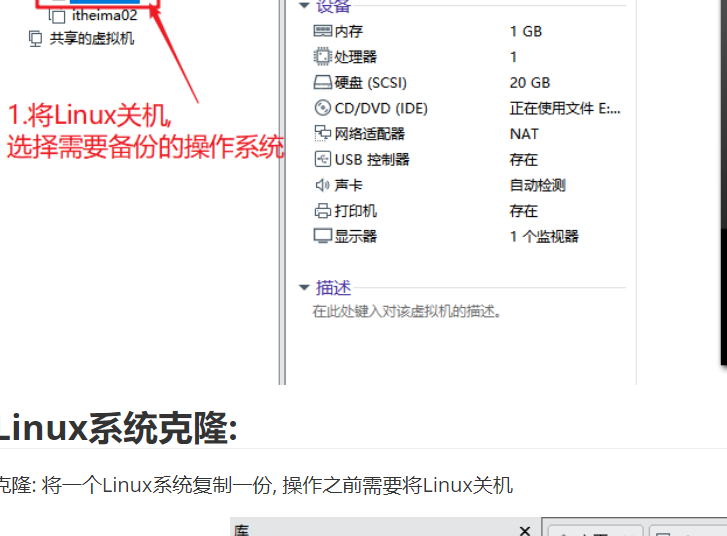 设备
itheima02
共享的虚拟机
内存 1 GB
处理器 1
硬盘 (SCSI) 20 GB
CD/DVD (IDE) 正在使用文件 E:...
网络适配器 NAT
USB 控制器 存在
声卡 自动检测
打印机 存在
显示器 1 个监视器
1.将Linux关机,
选择需要备份的操作系统
描述
在此处键入对该虚拟机的描述。
Linux系统克隆:
克隆: 将一个Linux系统复制一份, 操作之前需要将Linux关机
库